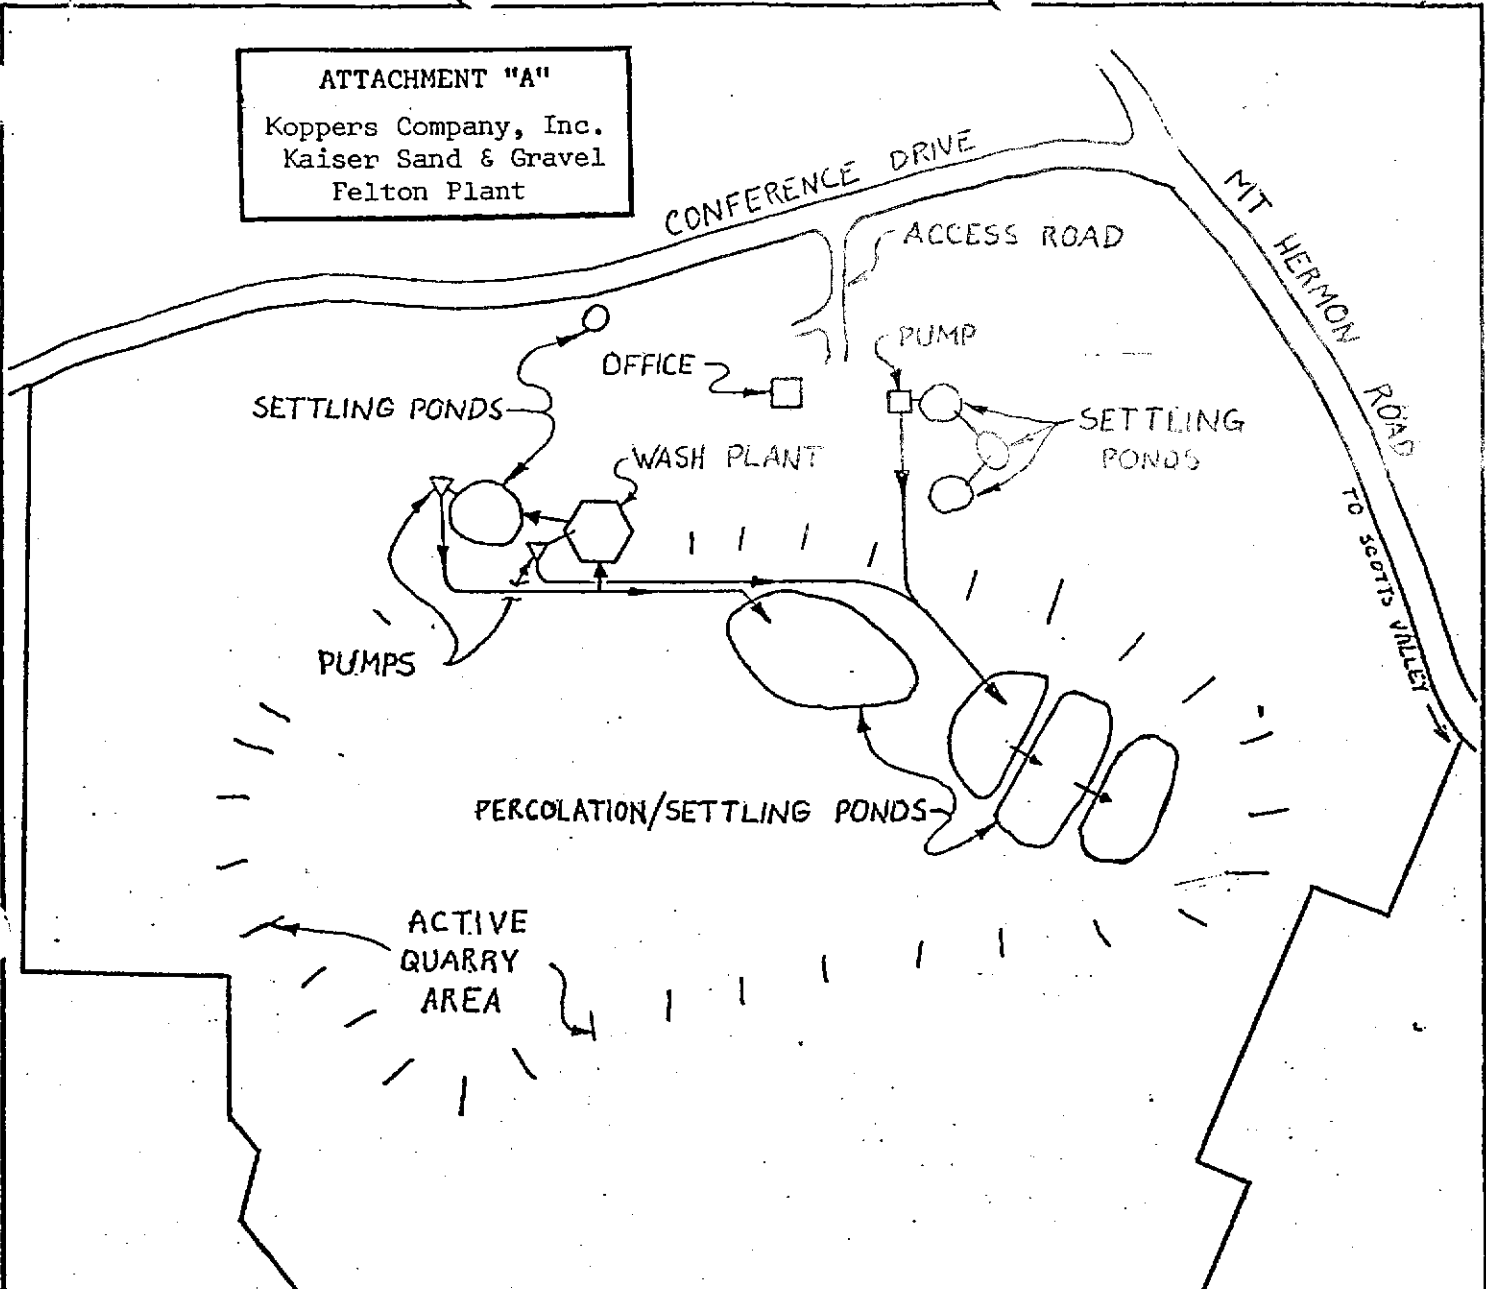 ATTACHMENT "A"
Koppers Company, Inc.
Kaiser Sand & Gravel
Felton Plant
CONFERENCE DRIVE
MT HERMON ROAD
ACCESS ROAD
PUMP
OFFICE
SETTLING PONDS
SETTLING
PONDS
WASH PLANT
TO SCOTTS VALLEY
PUMPS
PERCOLATION/SETTLING PONDS
ACTIVE
QUARRY
AREA